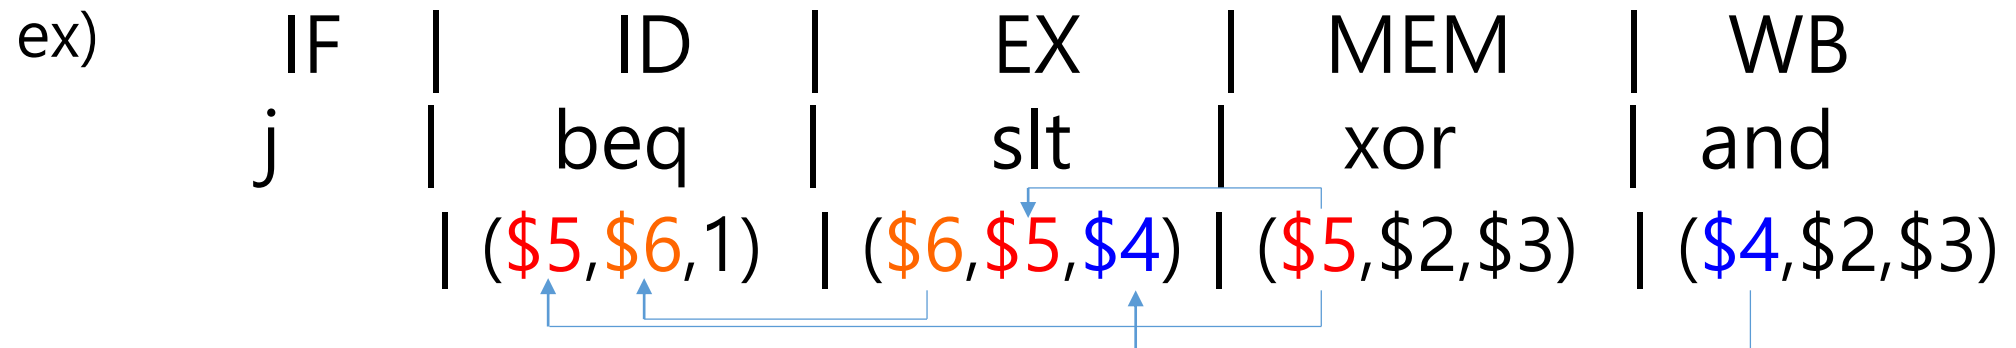 ex) IF | ID | EX | MEM | WB
j | beq | slt | xor | and
| ($5,$6,1) | ($6,$5,$4) | ($5,$2,$3) | ($4,$2,$3)